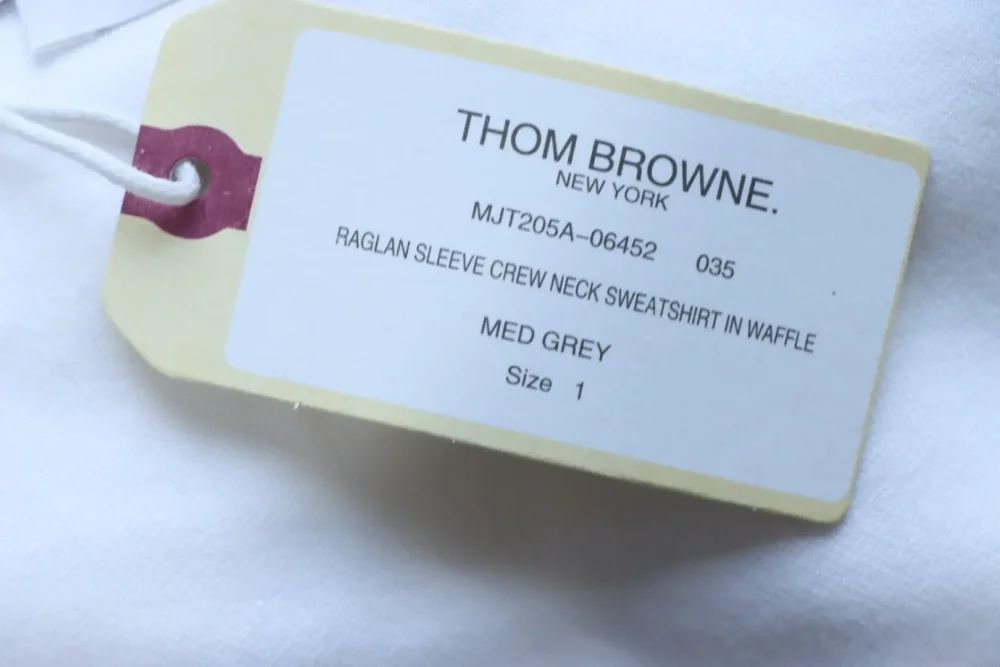 THOM BROWNE.
NEW YORK
MJT205A-06452 035
RAGLAN SLEEVE CREW NECK SWEATSHIRT IN WAFFLE
MED GREY
Size 1